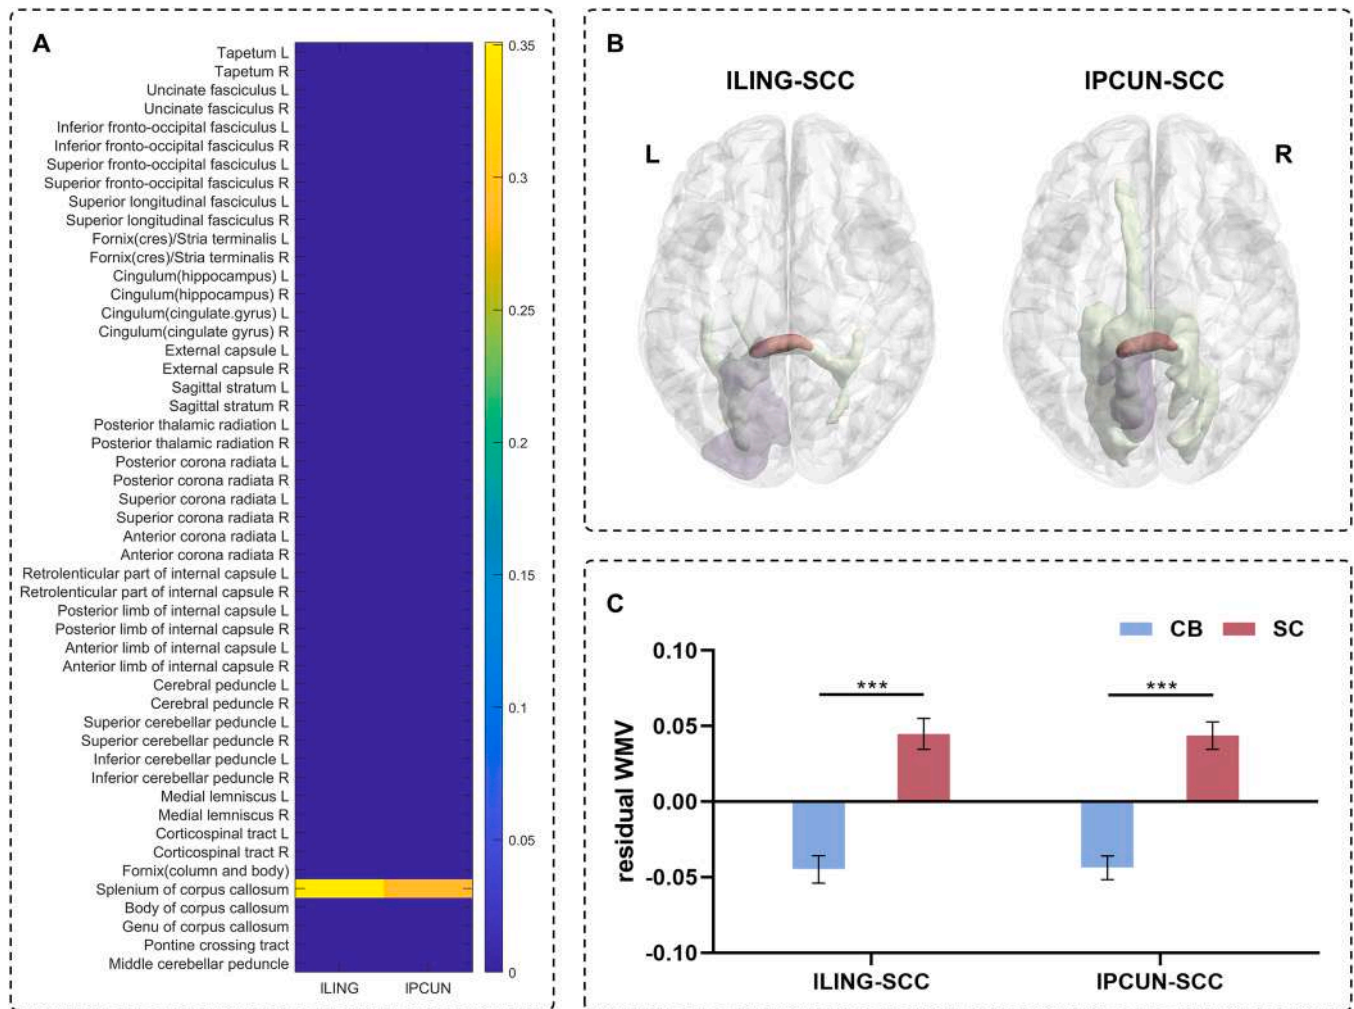 A
Tapetum L
Tapetum R
Uncinate fasciculus L
Uncinate fasciculus R
Inferior fronto-occipital fasciculus L
Inferior fronto-occipital fasciculus R
Superior fronto-occipital fasciculus L
Superior fronto-occipital fasciculus R
Superior longitudinal fasciculus L
Superior longitudinal fasciculus R
Fornix(cres)/Stria terminalis L
Fornix(cres)/Stria terminalis R
Cingulum(hippocampus) L
Cingulum(hippocampus) R
Cingulum(cingulate.gyrus) L
Cingulum(cingulate gyrus) R
External capsule L
External capsule R
Sagittal stratum L
Sagittal stratum R
Posterior thalamic radiation L
Posterior thalamic radiation R
Posterior corona radiata L
Posterior corona radiata R
Superior corona radiata L
Superior corona radiata R
Anterior corona radiata L
Anterior corona radiata R
Retrolenticular part of internal capsule L
Retrolenticular part of internal capsule R
Posterior limb of internal capsule L
Posterior limb of internal capsule R
Anterior limb of internal capsule L
Anterior limb of internal capsule R
Cerebral peduncle L
Cerebral peduncle R
Superior cerebellar peduncle L
Superior cerebellar peduncle R
Inferior cerebellar peduncle L
Inferior cerebellar peduncle R
Medial lemniscus L
Medial lemniscus R
Corticospinal tract L
Corticospinal tract R
Fornix(column and body)
Splenium of corpus callosum
Body of corpus callosum
Genu of corpus callosum
Pontine crossing tract
Middle cerebellar peduncle
lLING lPCUN
0.35
0.3
0.25
0.2
0.15
0.1
0.05
0
B
lLING-SCC lPCUN-SCC
L R
C
CB SC
residual WMV
0.10
0.05
0.00
-0.05
-0.10
*** ***
lLING-SCC lPCUN-SCC